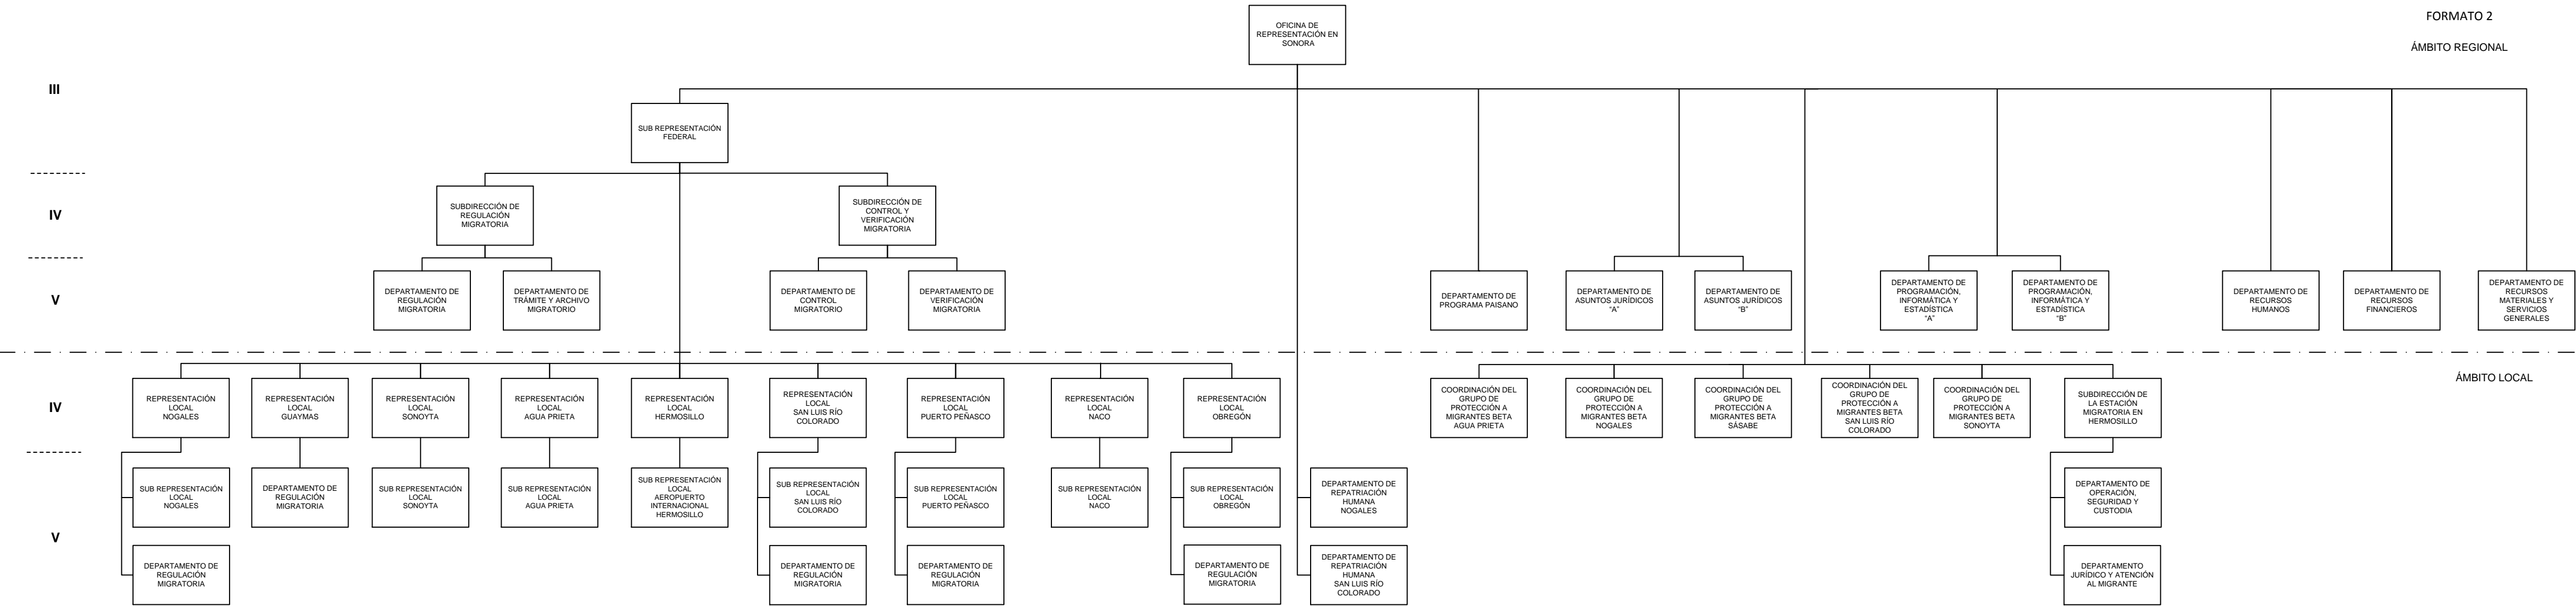 OFICINA DE
REPRESENTACIÓN EN
SONORA
FORMATO 2
ÁMBITO REGIONAL
III
SUB REPRESENTACIÓN
FEDERAL
IV
SUBDIRECCIÓN DE
REGULACIÓN
MIGRATORIA
SUBDIRECCIÓN DE
CONTROL Y
VERIFICACIÓN
MIGRATORIA
V
DEPARTAMENTO DE
REGULACIÓN
MIGRATORIA
DEPARTAMENTO DE
TRÁMITE Y ARCHIVO
MIGRATORIO
DEPARTAMENTO DE
CONTROL
MIGRATORIO
DEPARTAMENTO DE
VERIFICACIÓN
MIGRATORIA
DEPARTAMENTO DE
PROGRAMA PAISANO
DEPARTAMENTO DE
ASUNTOS JURÍDICOS
"A"
DEPARTAMENTO DE
ASUNTOS JURÍDICOS
"B"
DEPARTAMENTO DE
PROGRAMACIÓN,
INFORMÁTICA Y
ESTADÍSTICA
"A"
DEPARTAMENTO DE
PROGRAMACIÓN,
INFORMÁTICA Y
ESTADÍSTICA
"B"
DEPARTAMENTO DE
RECURSOS
HUMANOS
DEPARTAMENTO DE
RECURSOS
FINANCIEROS
DEPARTAMENTO DE
RECURSOS
MATERIALES Y
SERVICIOS
GENERALES
ÁMBITO LOCAL
IV
REPRESENTACIÓN
LOCAL
NOGALES
REPRESENTACIÓN
LOCAL
GUAYMAS
REPRESENTACIÓN
LOCAL
SONOYTA
REPRESENTACIÓN
LOCAL
AGUA PRIETA
REPRESENTACIÓN
LOCAL
HERMOSILLO
REPRESENTACIÓN
LOCAL
SAN LUIS RÍO
COLORADO
REPRESENTACIÓN
LOCAL
PUERTO PEÑASCO
REPRESENTACIÓN
LOCAL
NACO
REPRESENTACIÓN
LOCAL
OBREGÓN
COORDINACIÓN DEL
GRUPO DE
PROTECCIÓN A
MIGRANTES BETA
AGUA PRIETA
COORDINACIÓN DEL
GRUPO DE
PROTECCIÓN A
MIGRANTES BETA
NOGALES
COORDINACIÓN DEL
GRUPO DE
PROTECCIÓN A
MIGRANTES BETA
SÁSABE
COORDINACIÓN DEL
GRUPO DE
PROTECCIÓN A
MIGRANTES BETA
SAN LUIS RÍO
COLORADO
COORDINACIÓN DEL
GRUPO DE
PROTECCIÓN A
MIGRANTES BETA
SONOYTA
SUBDIRECCIÓN DE
LA ESTACIÓN
MIGRATORIA EN
HERMOSILLO
V
SUB REPRESENTACIÓN
LOCAL
NOGALES
DEPARTAMENTO DE
REGULACIÓN
MIGRATORIA
SUB REPRESENTACIÓN
LOCAL
SONOYTA
SUB REPRESENTACIÓN
LOCAL
AGUA PRIETA
SUB REPRESENTACIÓN
LOCAL
AEROPUERTO
INTERNACIONAL
HERMOSILLO
SUB REPRESENTACIÓN
LOCAL
SAN LUIS RÍO
COLORADO
SUB REPRESENTACIÓN
LOCAL
PUERTO PEÑASCO
SUB REPRESENTACIÓN
LOCAL
NACO
SUB REPRESENTACIÓN
LOCAL
OBREGÓN
DEPARTAMENTO DE
REPATRIACIÓN
HUMANA
NOGALES
DEPARTAMENTO DE
OPERACIÓN,
SEGURIDAD Y
CUSTODIA
DEPARTAMENTO DE
REGULACIÓN
MIGRATORIA
DEPARTAMENTO DE
REGULACIÓN
MIGRATORIA
DEPARTAMENTO DE
REGULACIÓN
MIGRATORIA
DEPARTAMENTO DE
REGULACIÓN
MIGRATORIA
DEPARTAMENTO DE
REPATRIACIÓN
HUMANA
SAN LUIS RÍO
COLORADO
DEPARTAMENTO
JURÍDICO Y ATENCIÓN
AL MIGRANTE